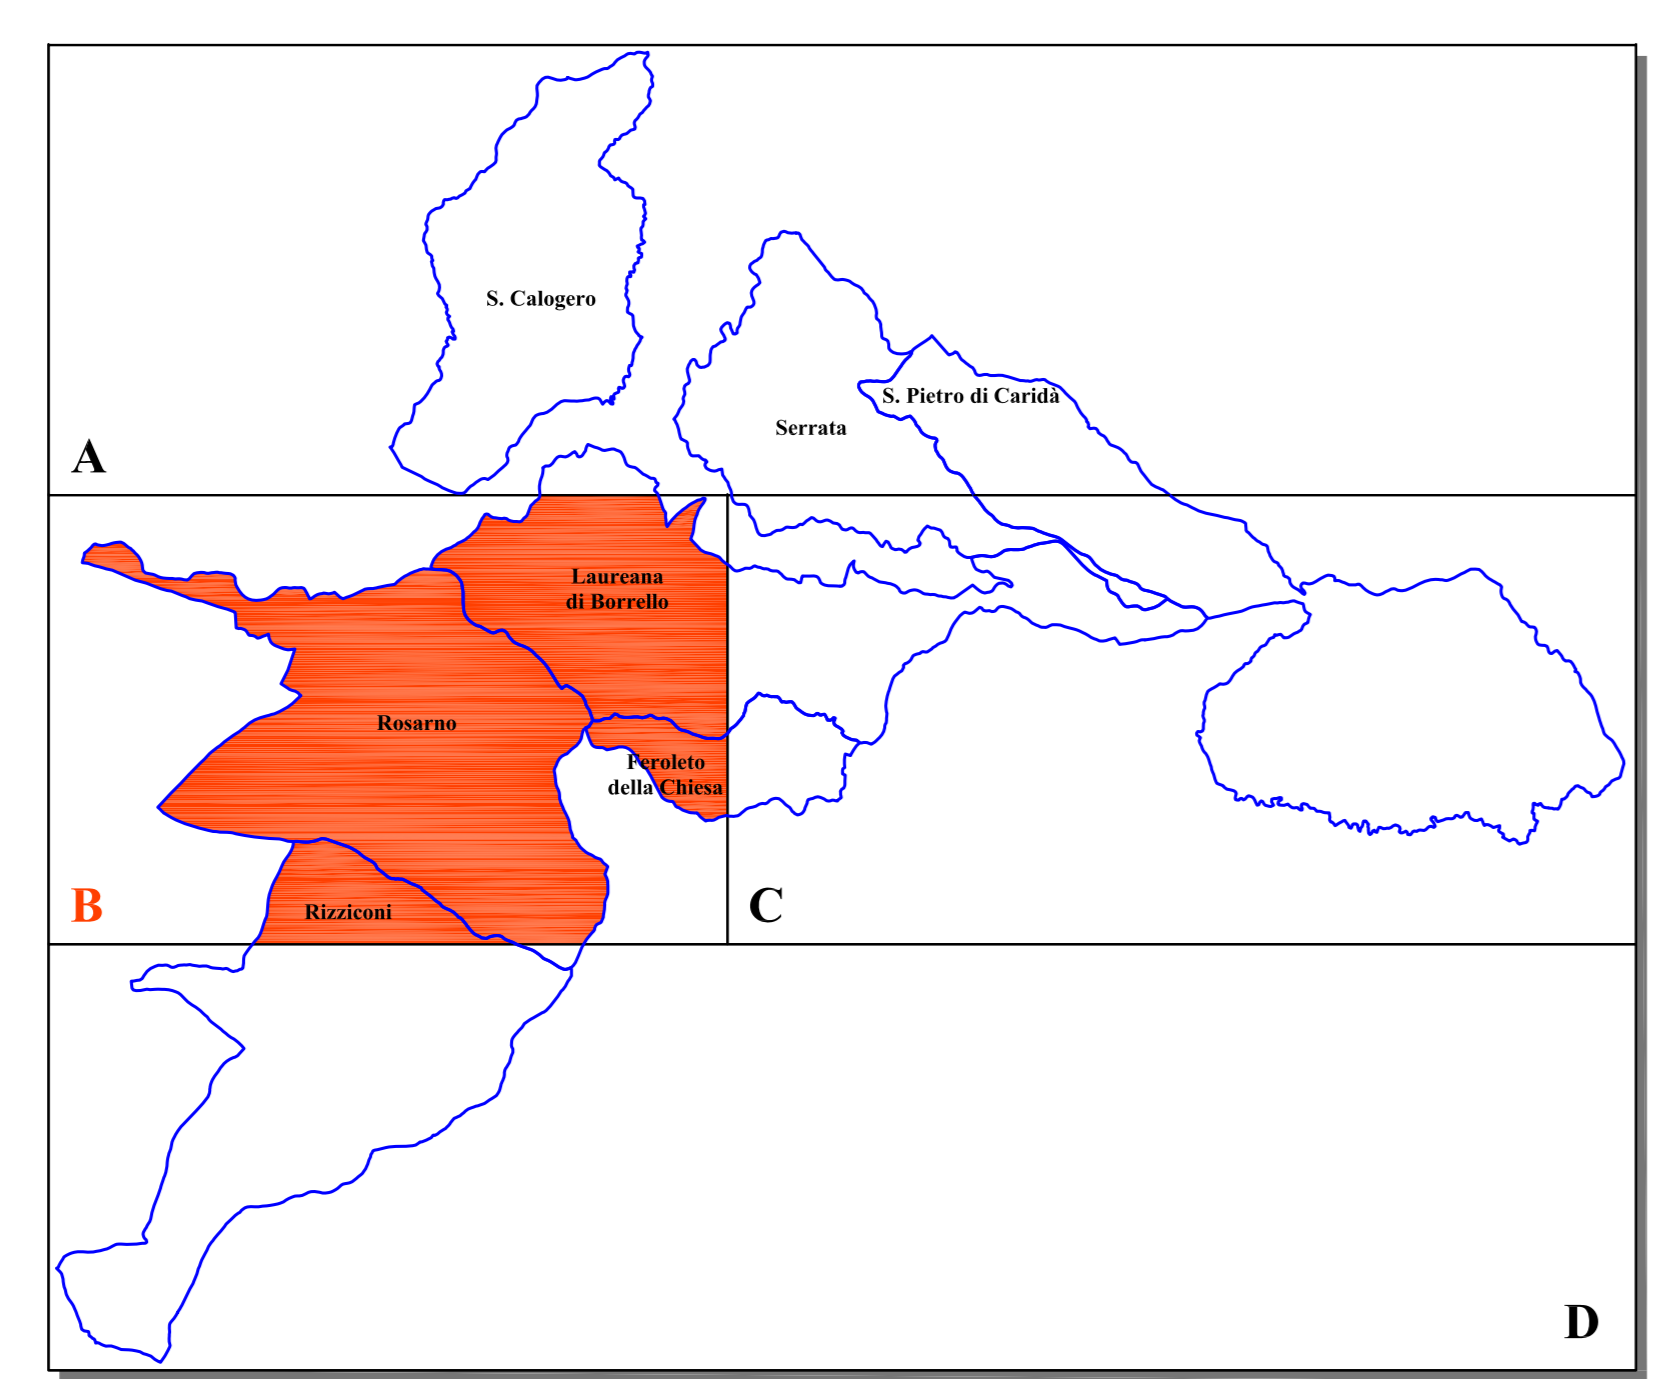 S. Calogero
S. Pietro di Caridà
Serrata
A
Laureana
di Borrello
Rosarno
Feroleto
della Chiesa
B
Rizziconi
C
D